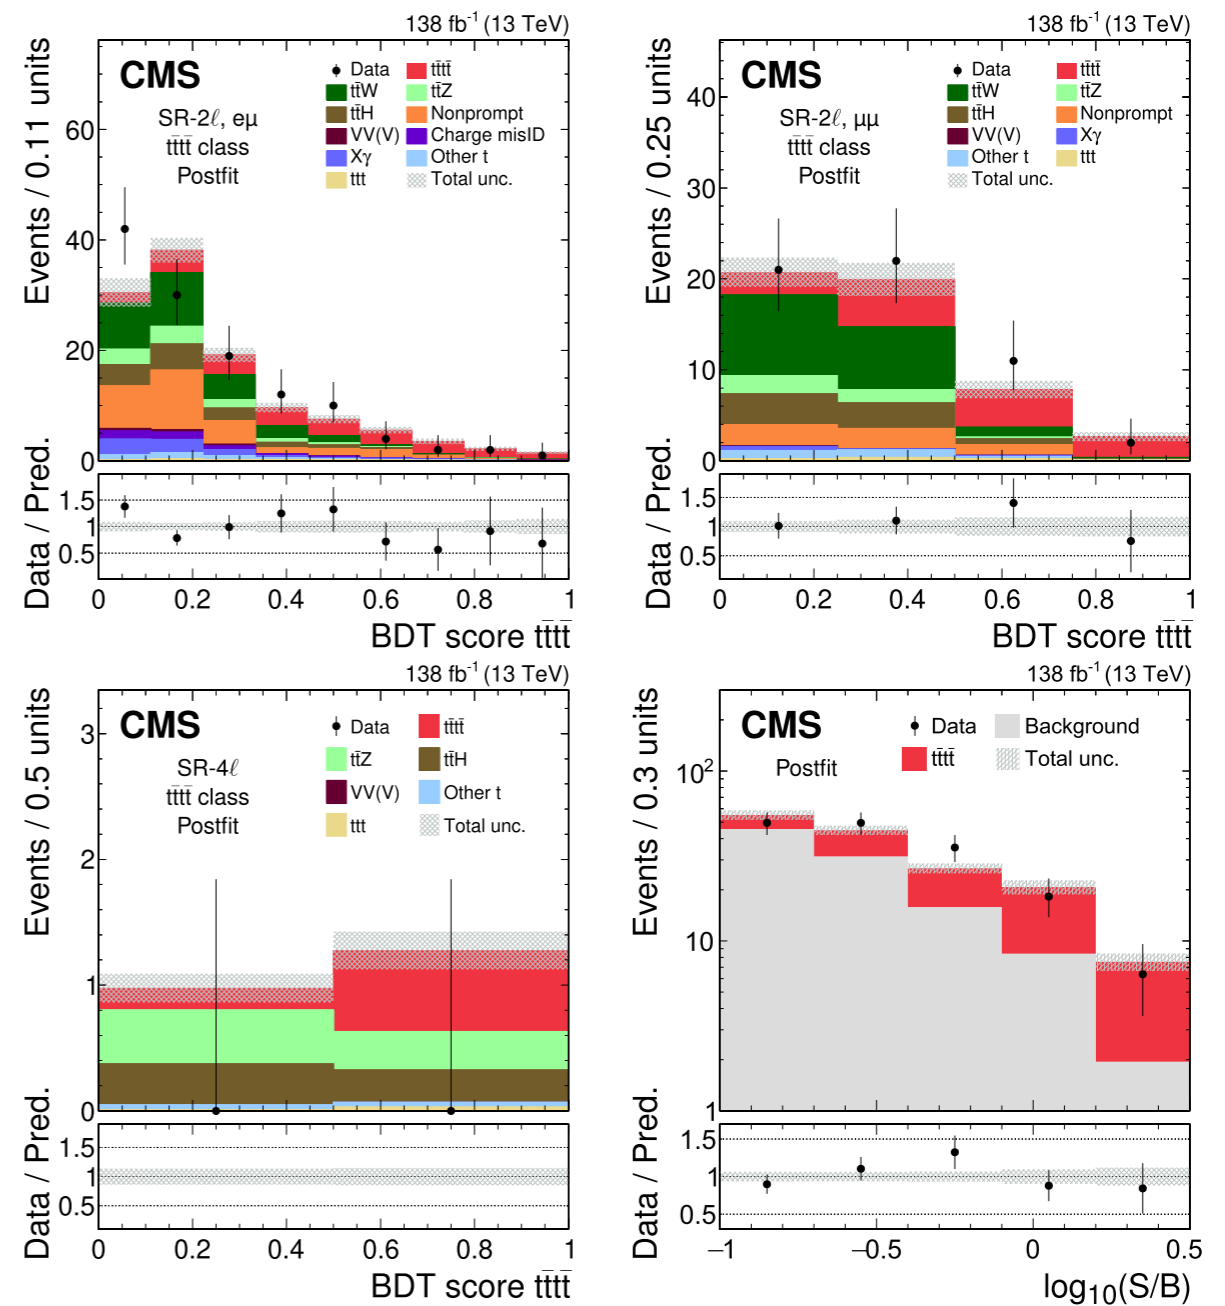 138 fb⁻¹ (13 TeV)
CMS
SR-2ℓ, eμ
tt̄tt̄ class
Postfit
Data
tt̄tt̄
tt̄W
tt̄Z
tt̄H
Nonprompt
VV(V)
Charge misID
Xγ
Other t
ttt
Total unc.
Events / 0.11 units
60
40
20
0
Data / Pred.
1.5
1
0.5
0 0.2 0.4 0.6 0.8 1
BDT score tt̄tt̄
138 fb⁻¹ (13 TeV)
CMS
SR-2ℓ, μμ
tt̄tt̄ class
Postfit
Data
tt̄tt̄
tt̄W
tt̄Z
tt̄H
Nonprompt
VV(V)
Xγ
Other t
ttt
Total unc.
Events / 0.25 units
40
30
20
10
0
Data / Pred.
1.5
1
0.5
0 0.2 0.4 0.6 0.8 1
BDT score tt̄tt̄
138 fb⁻¹ (13 TeV)
CMS
SR-4ℓ
tt̄tt̄ class
Postfit
Data
tt̄tt̄
tt̄Z
tt̄H
VV(V)
Other t
ttt
Total unc.
Events / 0.5 units
3
2
1
0
Data / Pred.
1.5
1
0.5
0 0.2 0.4 0.6 0.8 1
BDT score tt̄tt̄
138 fb⁻¹ (13 TeV)
CMS
Postfit
Data
Background
tt̄tt̄
Total unc.
Events / 0.3 units
10²
10
1
Data / Pred.
1.5
1
0.5
−1 −0.5 0 0.5
log₁₀(S/B)